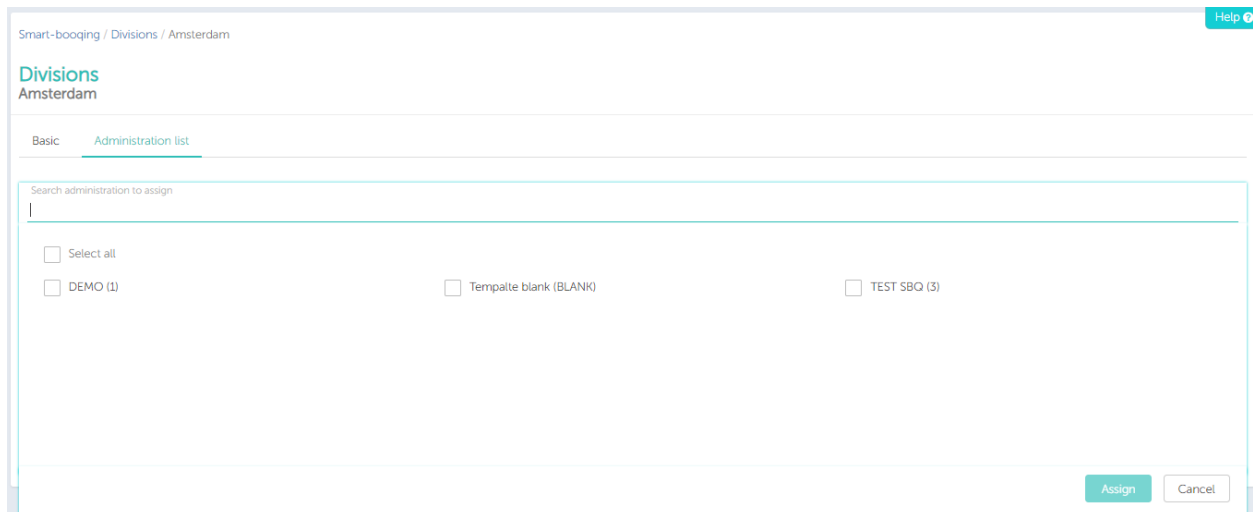 Help
Smart-booqing / Divisions / Amsterdam
Divisions
Amsterdam
Basic Administration list
Search administration to assign
Select all
DEMO (1) Tempalte blank (BLANK) TEST SBQ (3)
Assign Cancel